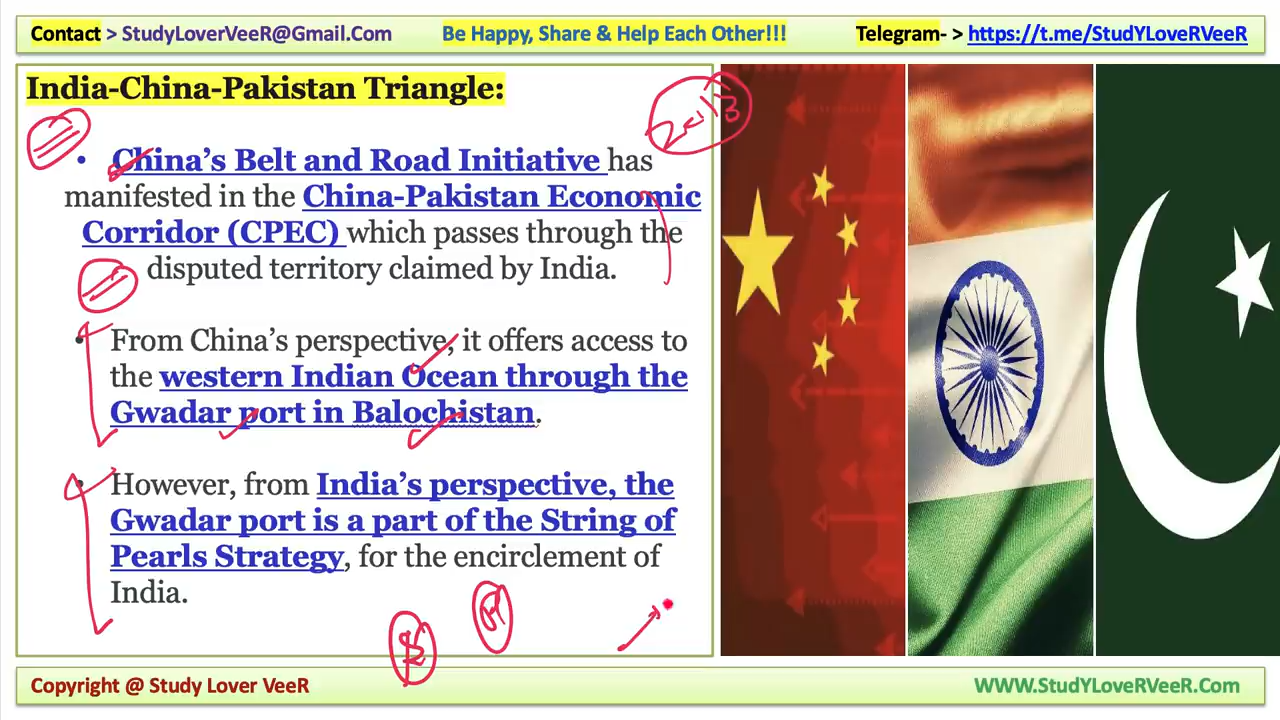 Contact > StudyLoverVeeR@Gmail.Com Be Happy, Share & Help Each Other!!! Telegram- > https://t.me/StudYLoveRVeeR
India-China-Pakistan Triangle:
2013
• China's Belt and Road Initiative has
manifested in the China-Pakistan Economic
Corridor (CPEC) which passes through the
disputed territory claimed by India.
• From China's perspective, it offers access to
the western Indian Ocean through the
Gwadar port in Balochistan.
• However, from India's perspective, the
Gwadar port is a part of the String of
Pearls Strategy, for the encirclement of
India.
Copyright @ Study Lover VeeR WWW.StudYLoveRVeeR.Com